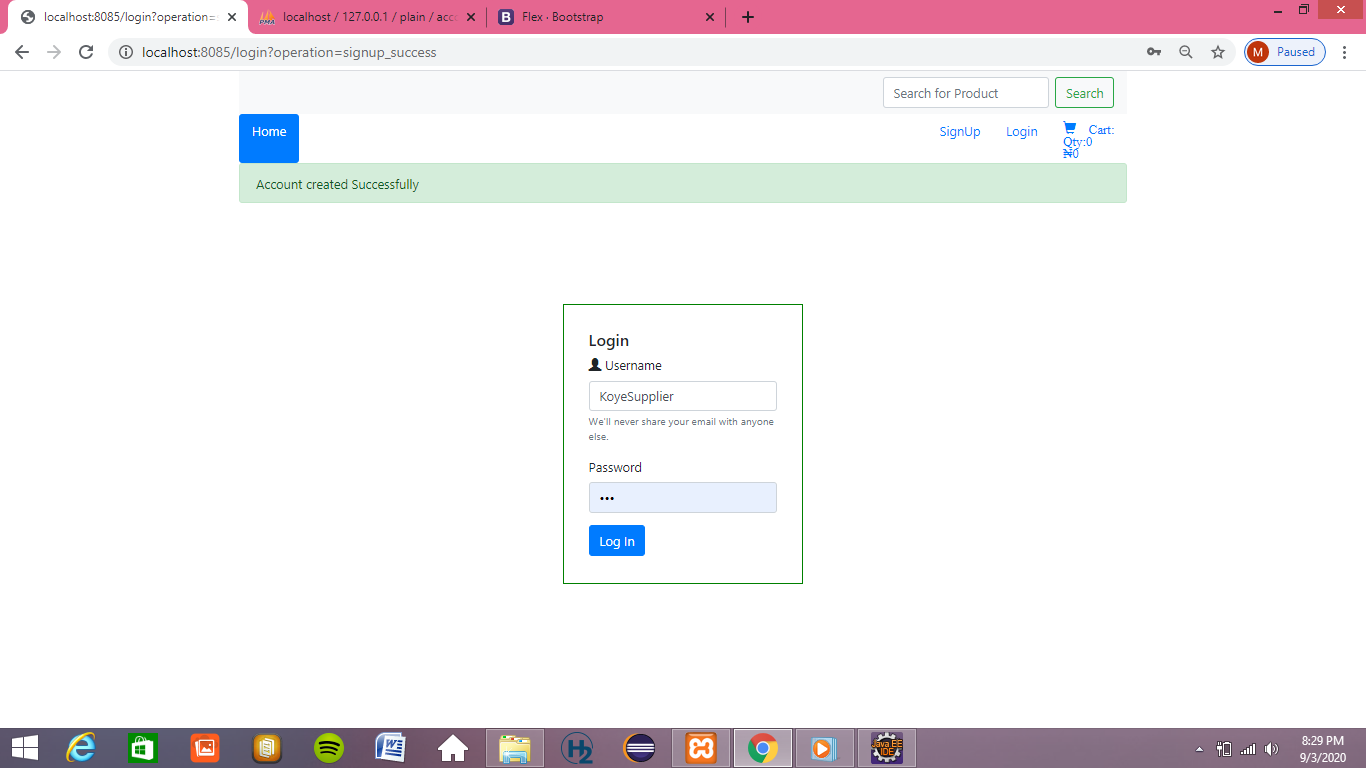 localhost:8085/login?operation=
localhost / 127.0.0.1 / plain / acc
Flex · Bootstrap
localhost:8085/login?operation=signup_success
M
Paused
Search for Product
Search
Home
SignUp
Login
Cart:
Qty:0
₦0
Account created Successfully
Login
Username
KoyeSupplier
We'll never share your email with anyone
else.
Password
•••
Log In
H2
Java EE
IDE
8:29 PM
9/3/2020